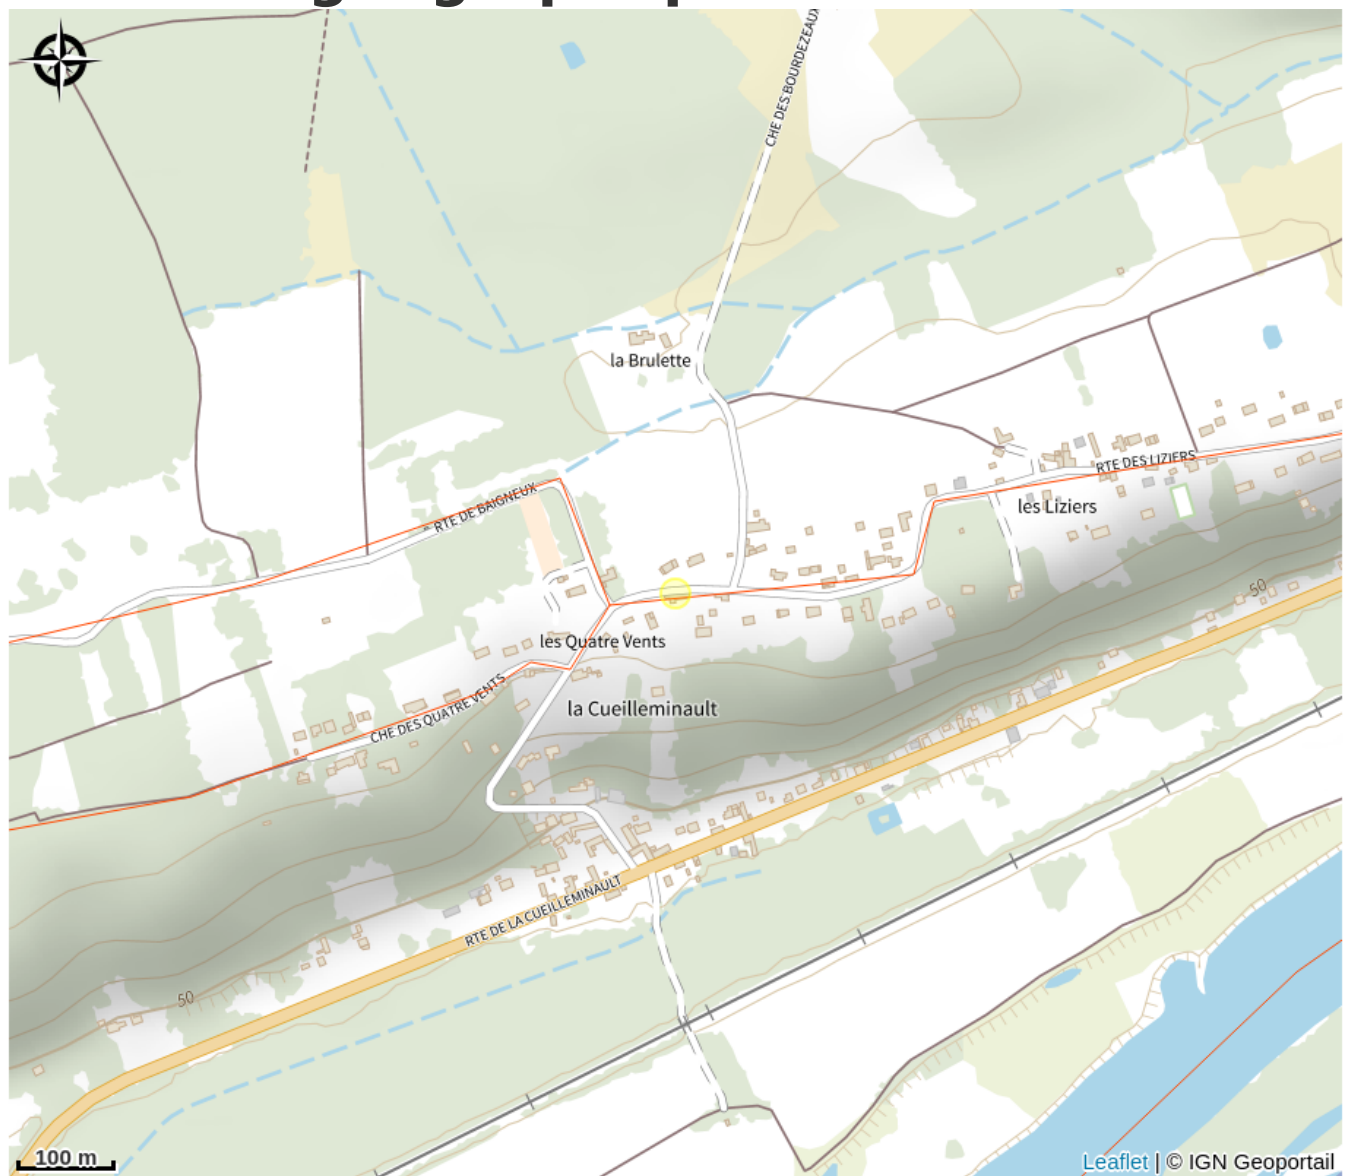 CHE DES BOURDEZEAUX
la Brulette
RTE DES LIZIERS
RTE DE BAIGNEUX
les Liziers
50
les Quatre Vents
CHE DES QUATRE VENTS
la Cueilleminault
RTE DE LA CUEILLEMINAULT
50
100 m
Leaflet | © IGN Geoportail